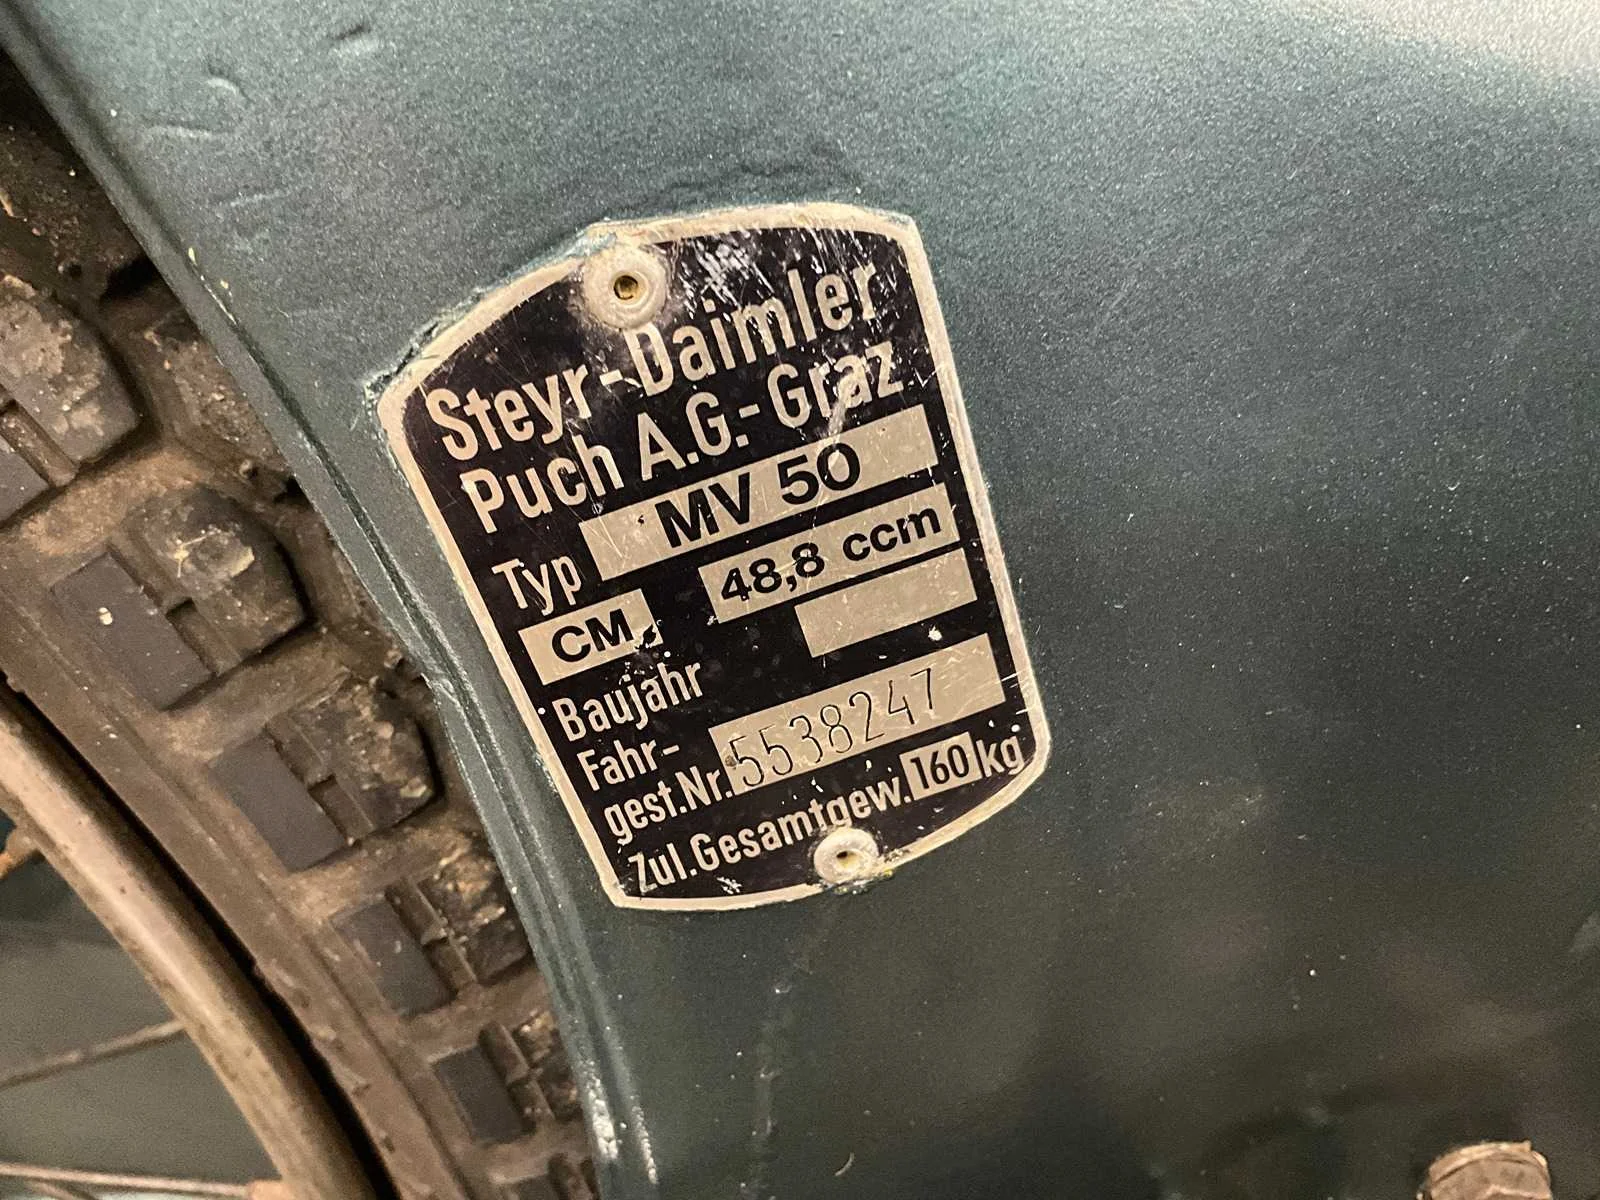 Steyr-Daimler
Puch A.G.-Graz
Typ MV 50
CM 48,8 ccm
Baujahr
Fahr-
gest.Nr. 5538247
Zul.Gesamtgew. 160 kg